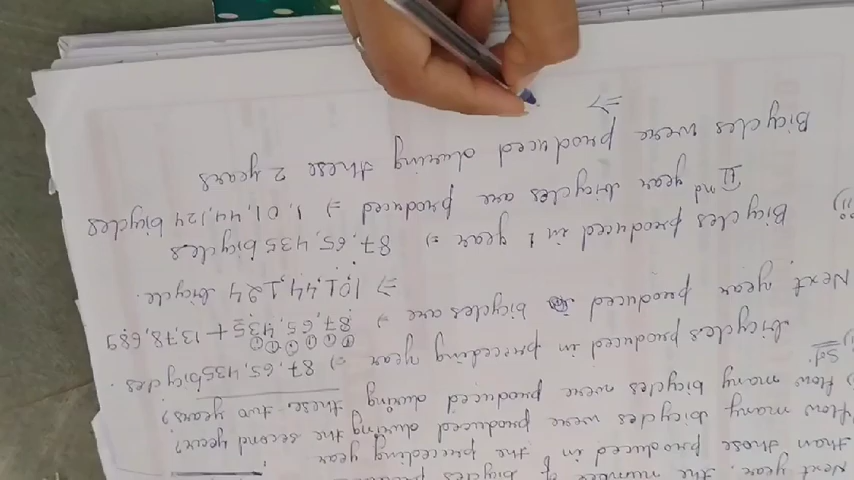 Next year, the number of bicycles
than those produced in the preceding year
How many bicycles were produced during the second year?
How many bicycles were produced during these two years?
Sol:
bicycles produced in preceding year ⇒ 87,65,435 bicycles.
Next year produced bicycles are ⇒ 87,65,435 + 13,78,689
⇒ 101,44,124 bicycle.
ii)
Bicycles produced in 1 year ⇒ 87,65,435 bicycles
IInd year bicycles are produced ⇒ 1,01,44,124 bicycles
Bicycles were produced during these 2 years
⇒